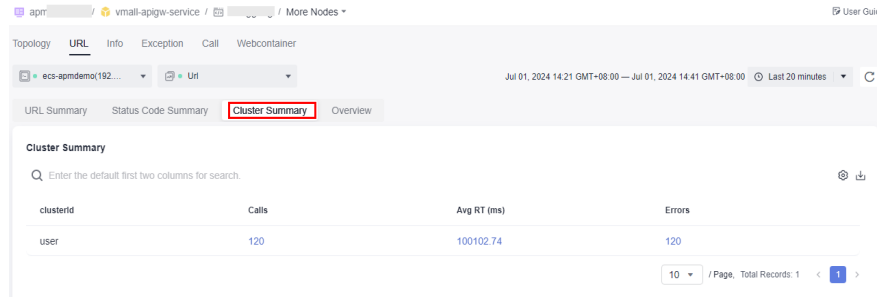 apm / vmall-apigw-service / / More Nodes User Guid
Topology URL Info Exception Call Webcontainer
ecs-apmdemo(192.... Url Jul 01, 2024 14:21 GMT+08:00 — Jul 01, 2024 14:41 GMT+08:00 Last 20 minutes
URL Summary Status Code Summary Cluster Summary Overview
Cluster Summary
Enter the default first two columns for search.
clusterId Calls Avg RT (ms) Errors
user 120 100102.74 120
10 / Page, Total Records: 1 < 1 >